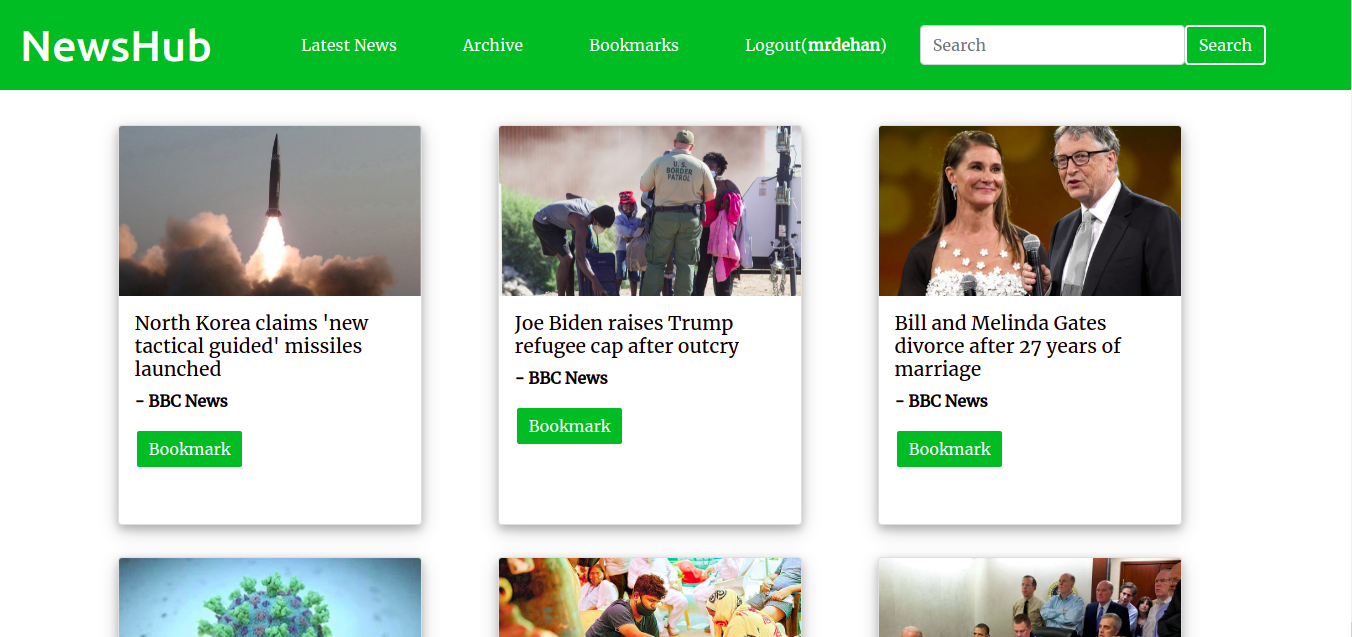 NewsHub
Latest News
Archive
Bookmarks
Logout(mrdehan)
Search
Search
U.S.
BORDER
PATROL
North Korea claims 'new
tactical guided' missiles
launched
- BBC News
Bookmark
Joe Biden raises Trump
refugee cap after outcry
- BBC News
Bookmark
Bill and Melinda Gates
divorce after 27 years of
marriage
- BBC News
Bookmark